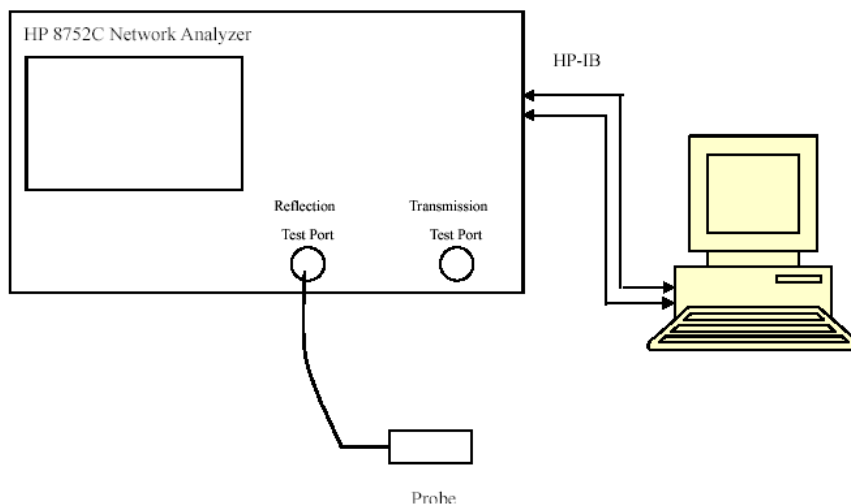 HP 8752C Network Analyzer
HP-IB
Reflection
Test Port
Transmission
Test Port
Probe